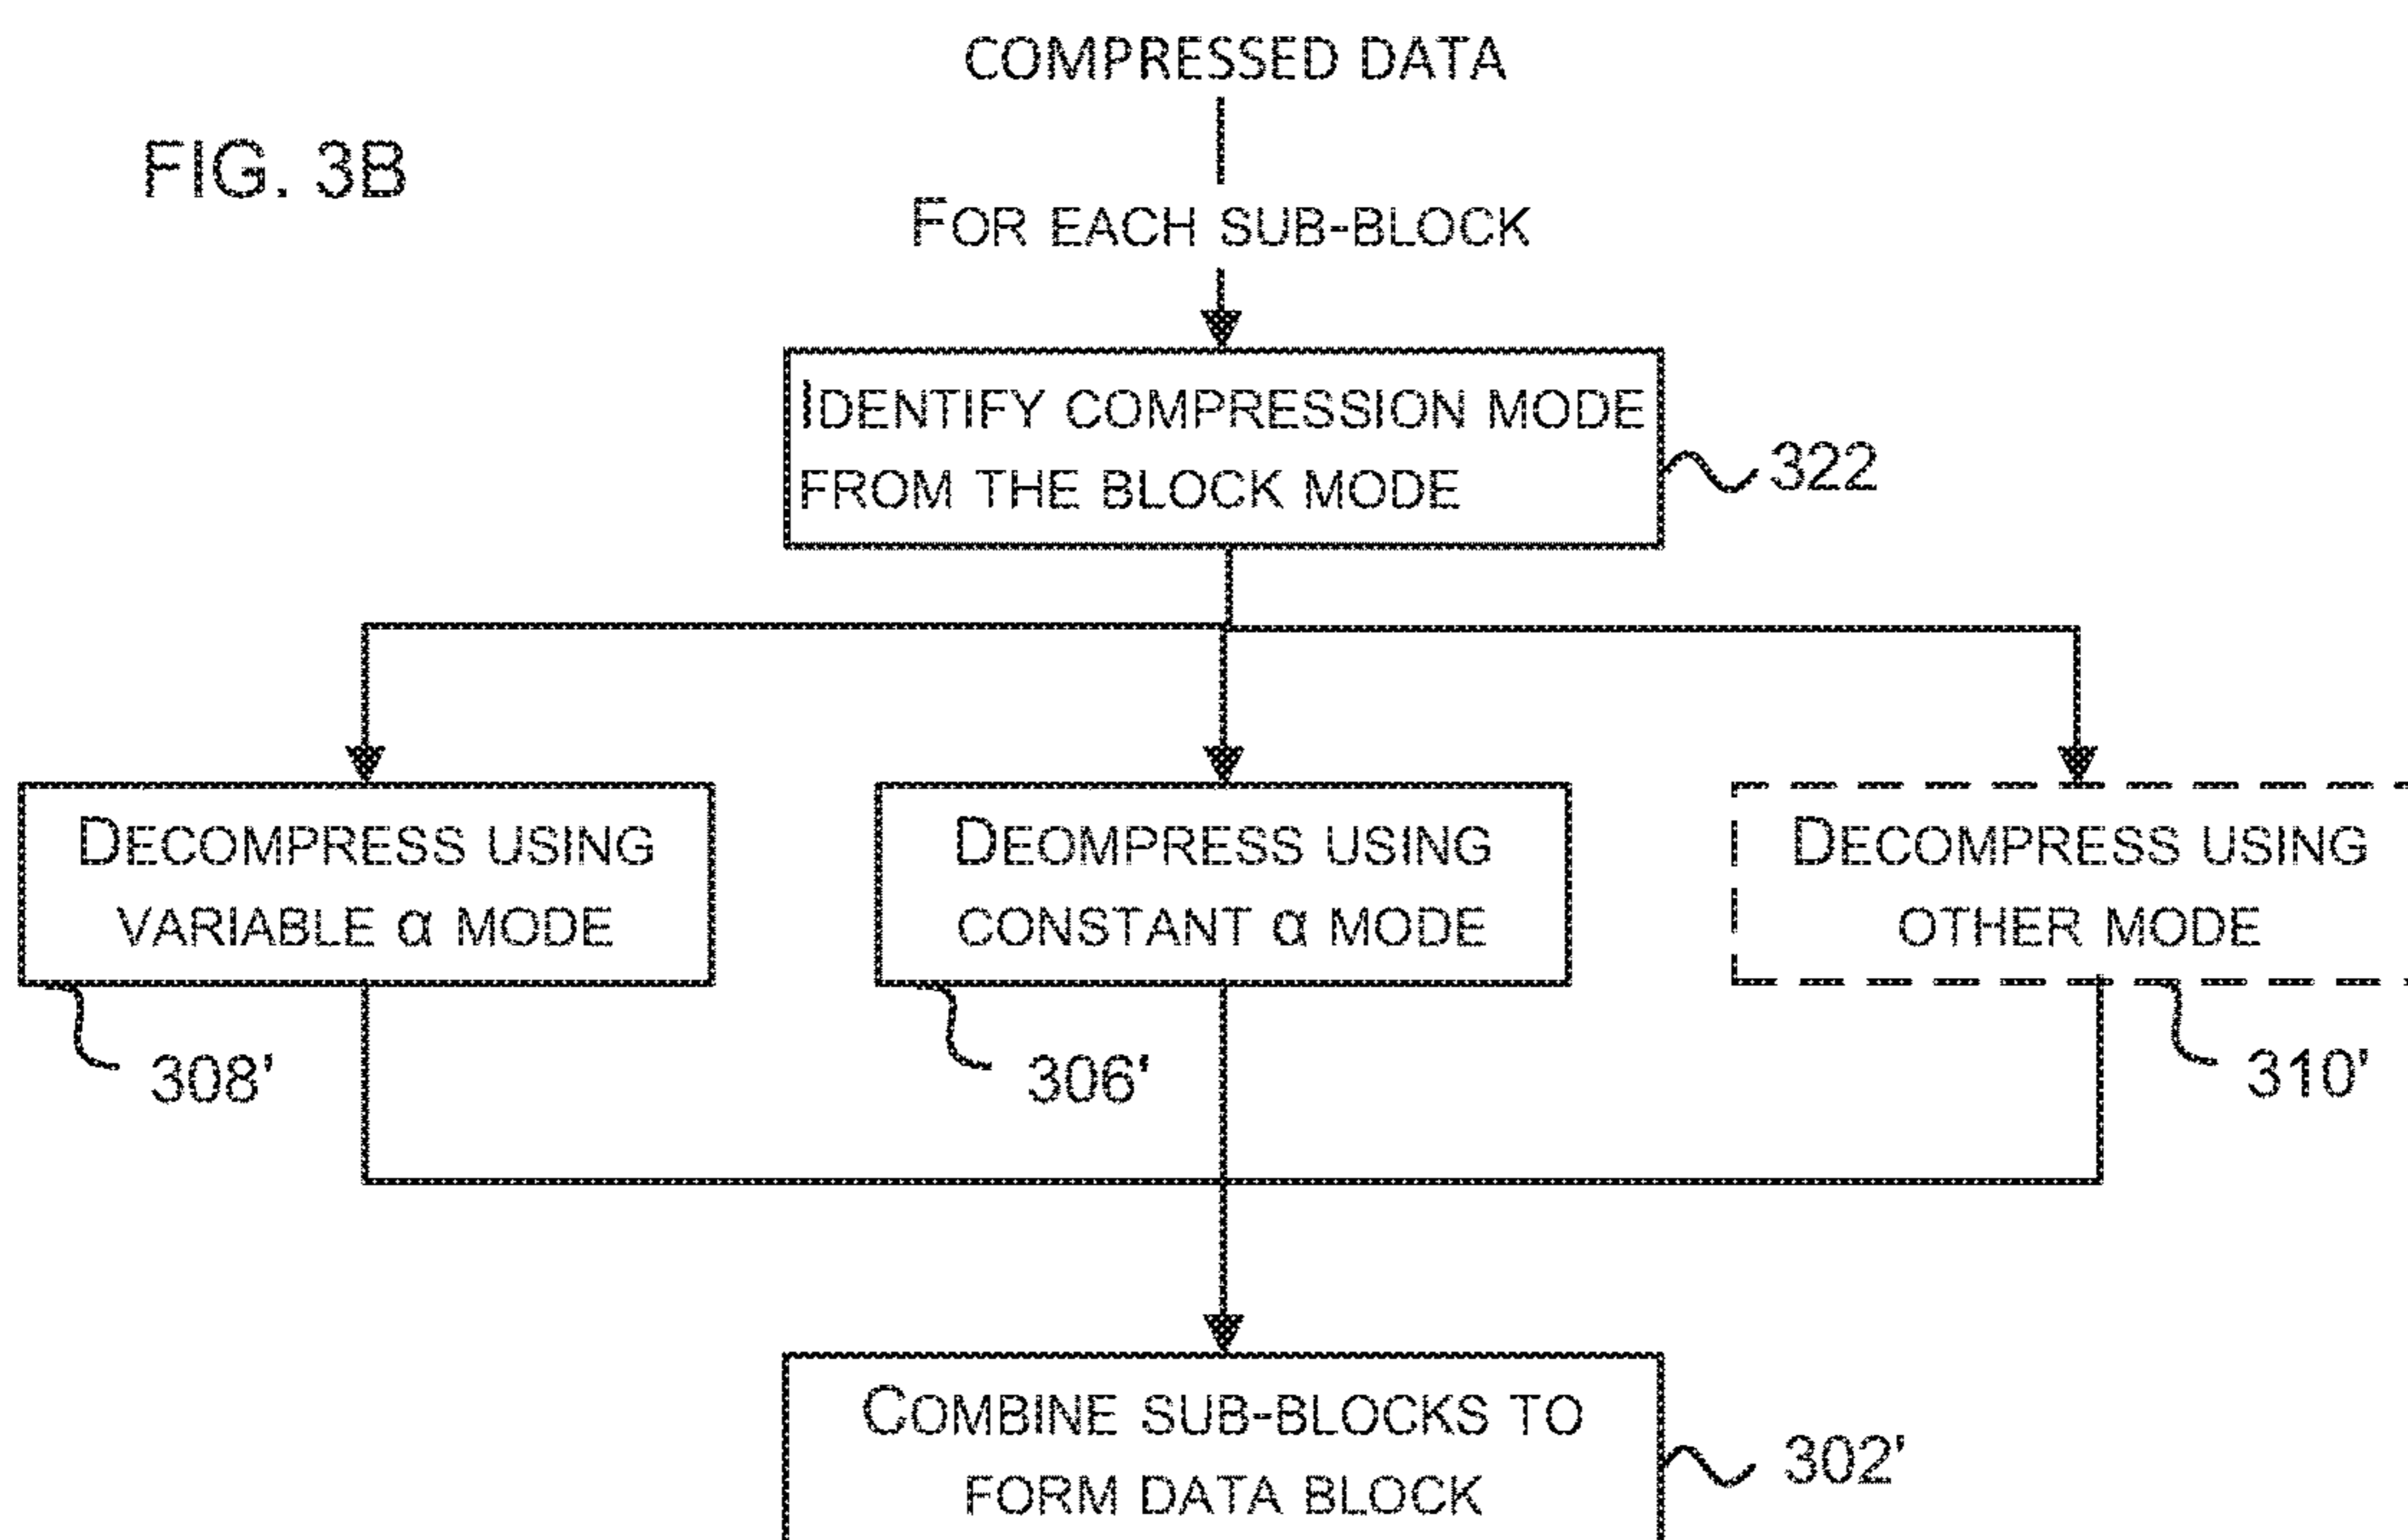 COMPRESSED DATA
FIG. 3B
FOR EACH SUB-BLOCK
IDENTIFY COMPRESSION MODE
FROM THE BLOCK MODE
322
DECOMPRESS USING
VARIABLE α MODE
308'
DEOMPRESS USING
CONSTANT α MODE
306'
DECOMPRESS USING
OTHER MODE
310'
COMBINE SUB-BLOCKS TO
FORM DATA BLOCK
302'